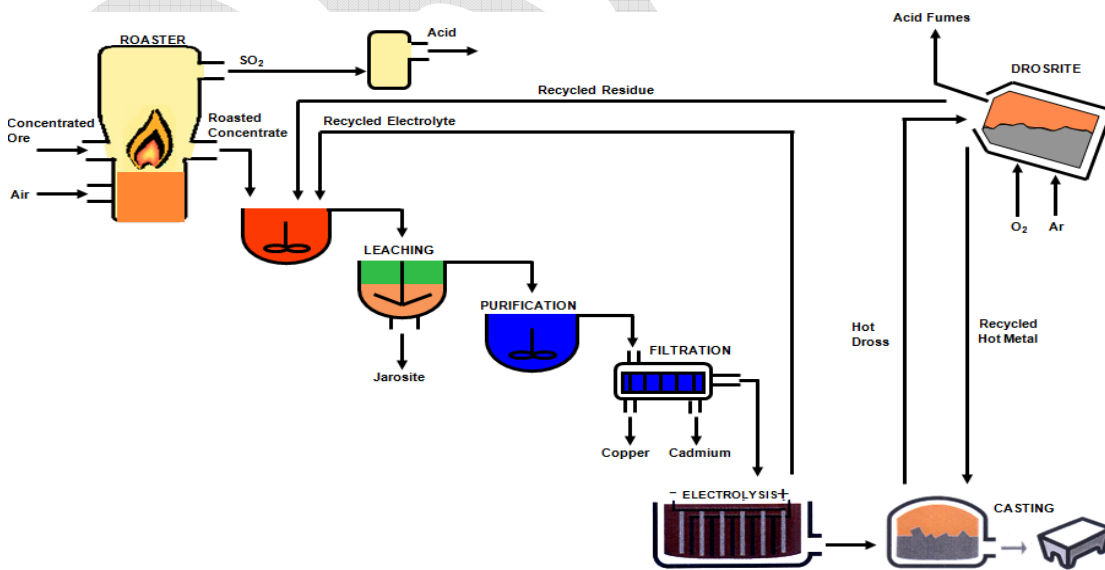 Acid Fumes
Acid
ROASTER
SO2
DROSRITE
Recycled Residue
Concentrated
Ore
Roasted
Concentrate
Recycled Electrolyte
Air
O2
Ar
LEACHING
PURIFICATION
Hot
Dross
Recycled
Hot Metal
FILTRATION
Jarosite
Copper
Cadmium
- ELECTROLYSIS+
CASTING